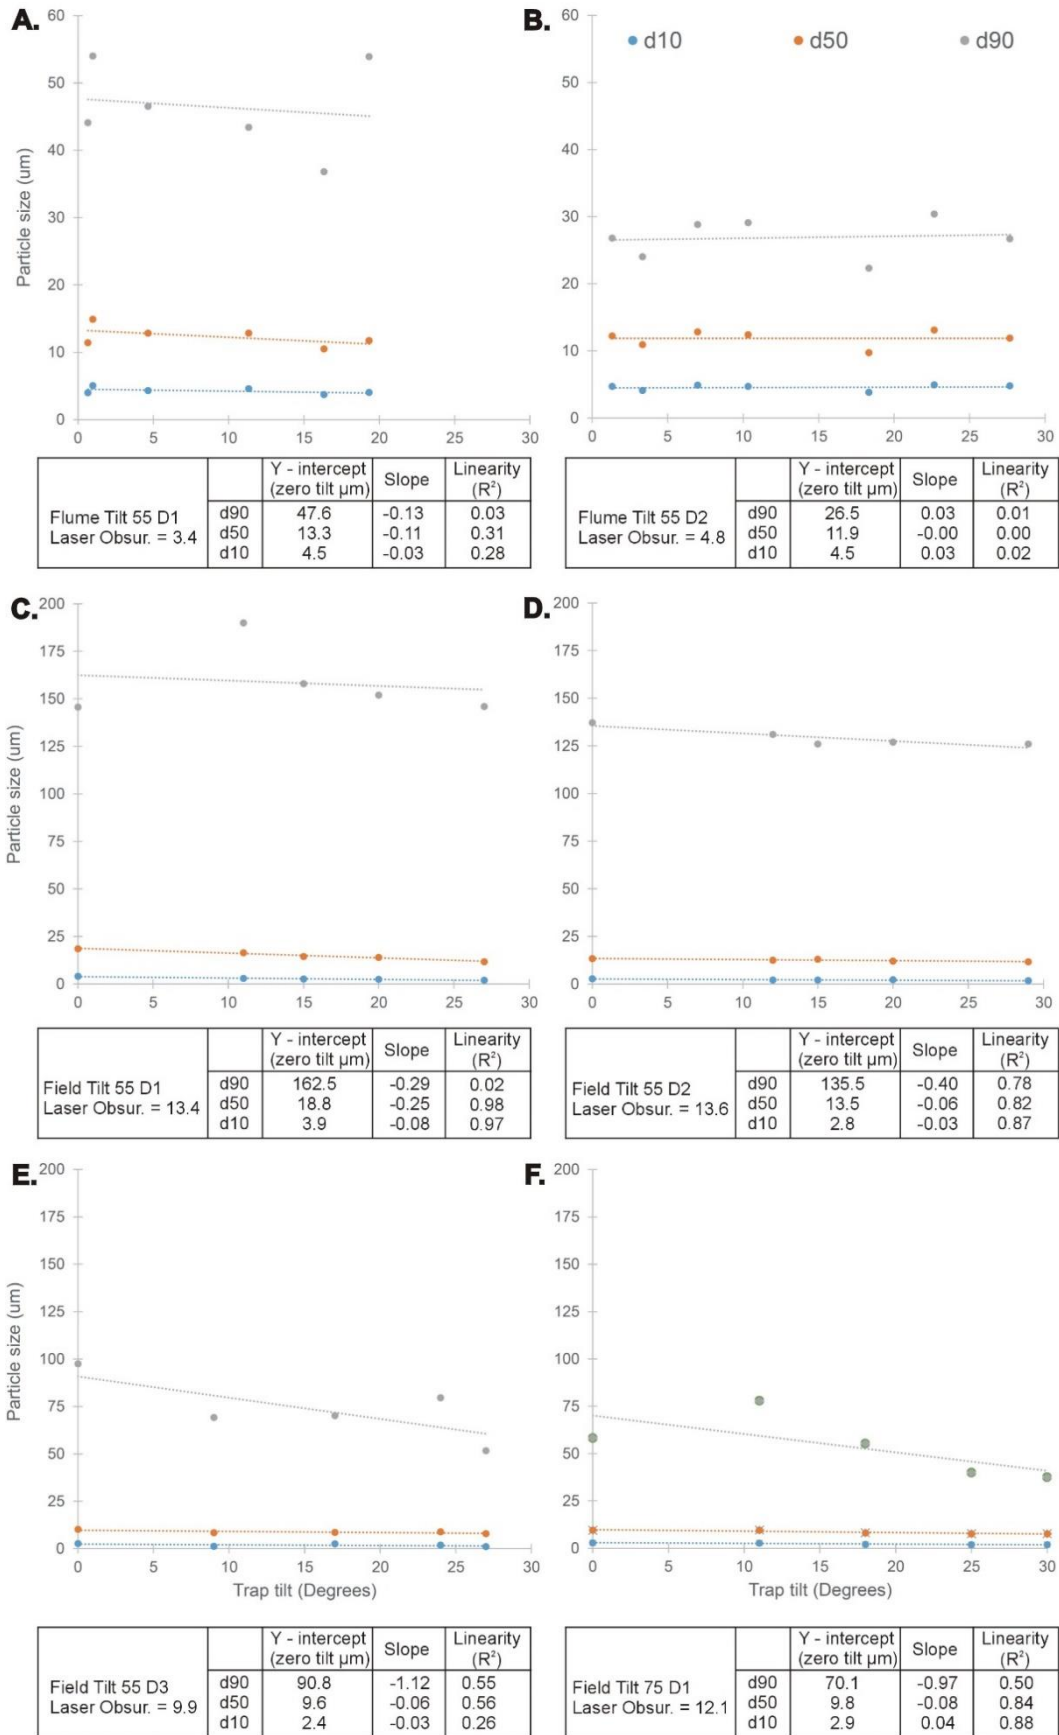 A.
B.
60
50
40
30
20
10
0
Particle size (um)
0 5 10 15 20 25 30
60
50
40
30
20
10
0
d10 d50 d90
0 5 10 15 20 25 30
Flume Tilt 55 D1
Laser Obsur. = 3.4
Y - intercept (zero tilt µm) Slope Linearity (R²)
d90 47.6 -0.13 0.03
d50 13.3 -0.11 0.31
d10 4.5 -0.03 0.28
Flume Tilt 55 D2
Laser Obsur. = 4.8
Y - intercept (zero tilt µm) Slope Linearity (R²)
d90 26.5 0.03 0.01
d50 11.9 -0.00 0.00
d10 4.5 0.03 0.02
C.
D.
200
175
150
125
100
75
50
25
0
Particle size (um)
0 5 10 15 20 25 30
200
175
150
125
100
75
50
25
0
0 5 10 15 20 25 30
Field Tilt 55 D1
Laser Obsur. = 13.4
Y - intercept (zero tilt µm) Slope Linearity (R²)
d90 162.5 -0.29 0.02
d50 18.8 -0.25 0.98
d10 3.9 -0.08 0.97
Field Tilt 55 D2
Laser Obsur. = 13.6
Y - intercept (zero tilt µm) Slope Linearity (R²)
d90 135.5 -0.40 0.78
d50 13.5 -0.06 0.82
d10 2.8 -0.03 0.87
E.
F.
200
175
150
125
100
75
50
25
0
Particle size (um)
0 5 10 15 20 25 30
Trap tilt (Degrees)
200
175
150
125
100
75
50
25
0
0 5 10 15 20 25 30
Trap tilt (Degrees)
Field Tilt 55 D3
Laser Obsur. = 9.9
Y - intercept (zero tilt µm) Slope Linearity (R²)
d90 90.8 -1.12 0.55
d50 9.6 -0.06 0.56
d10 2.4 -0.03 0.26
Field Tilt 75 D1
Laser Obsur. = 12.1
Y - intercept (zero tilt µm) Slope Linearity (R²)
d90 70.1 -0.97 0.50
d50 9.8 -0.08 0.84
d10 2.9 0.04 0.88